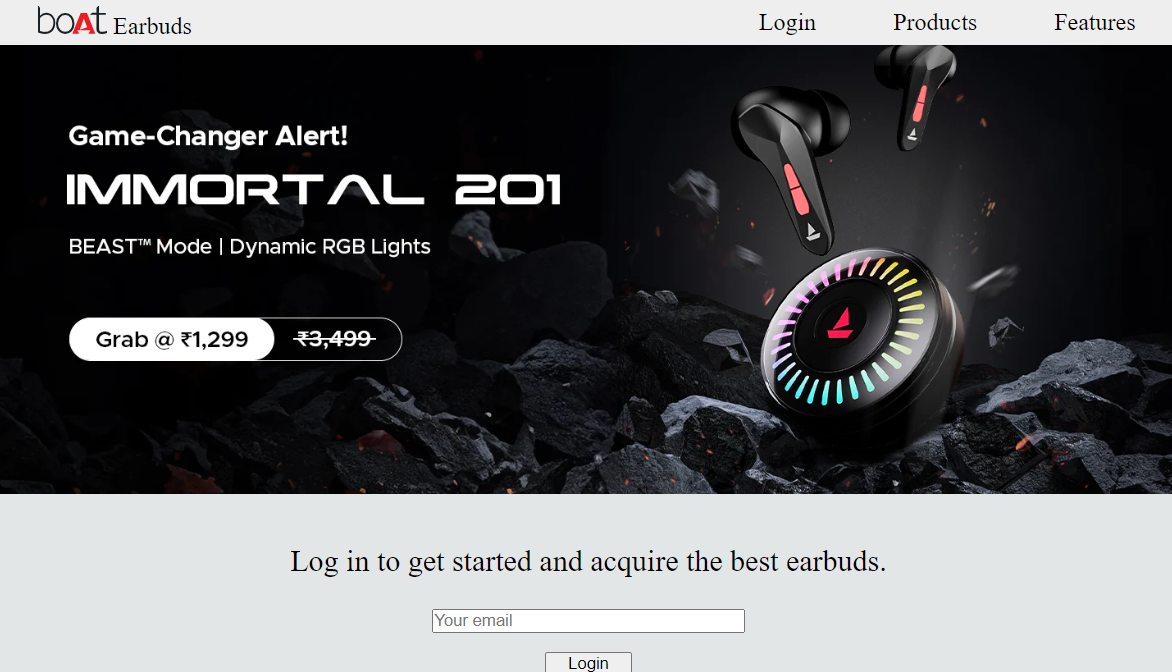 boAt Earbuds
Login
Products
Features
Game-Changer Alert!
IMMORTAL 201
BEAST™ Mode | Dynamic RGB Lights
Grab @ ₹1,299 ₹3,499
Log in to get started and acquire the best earbuds.
Your email
Login